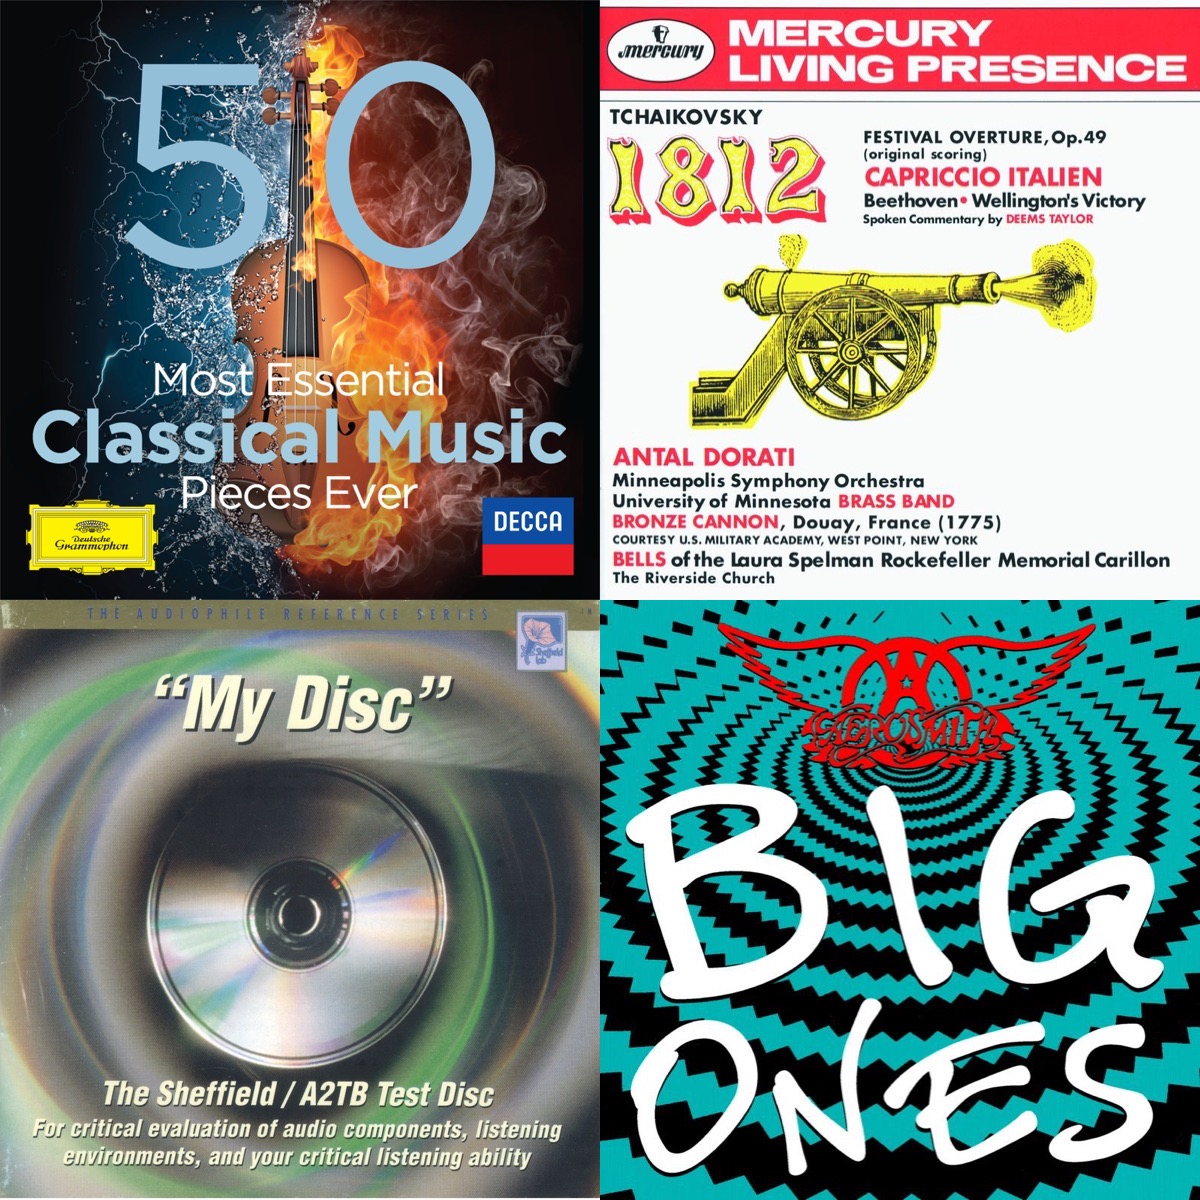 50
Most Essential
Classical Music
Pieces Ever
Deutsche
Grammophon
DECCA
mercury
MERCURY
LIVING PRESENCE
TCHAIKOVSKY
1812
FESTIVAL OVERTURE, Op.49
(original scoring)
CAPRICCIO ITALIEN
Beethoven • Wellington's Victory
Spoken Commentary by DEEMS TAYLOR
ANTAL DORATI
Minneapolis Symphony Orchestra
University of Minnesota BRASS BAND
BRONZE CANNON, Douay, France (1775)
COURTESY U.S. MILITARY ACADEMY, WEST POINT, NEW YORK
BELLS of the Laura Spelman Rockefeller Memorial Carillon
The Riverside Church
THE AUDIOPHILE REFERENCE SERIES
Sheffield
Lab
“My Disc”
The Sheffield / A2TB Test Disc
For critical evaluation of audio components, listening
environments, and your critical listening ability
A
AEROSMITH
BIG
ONES